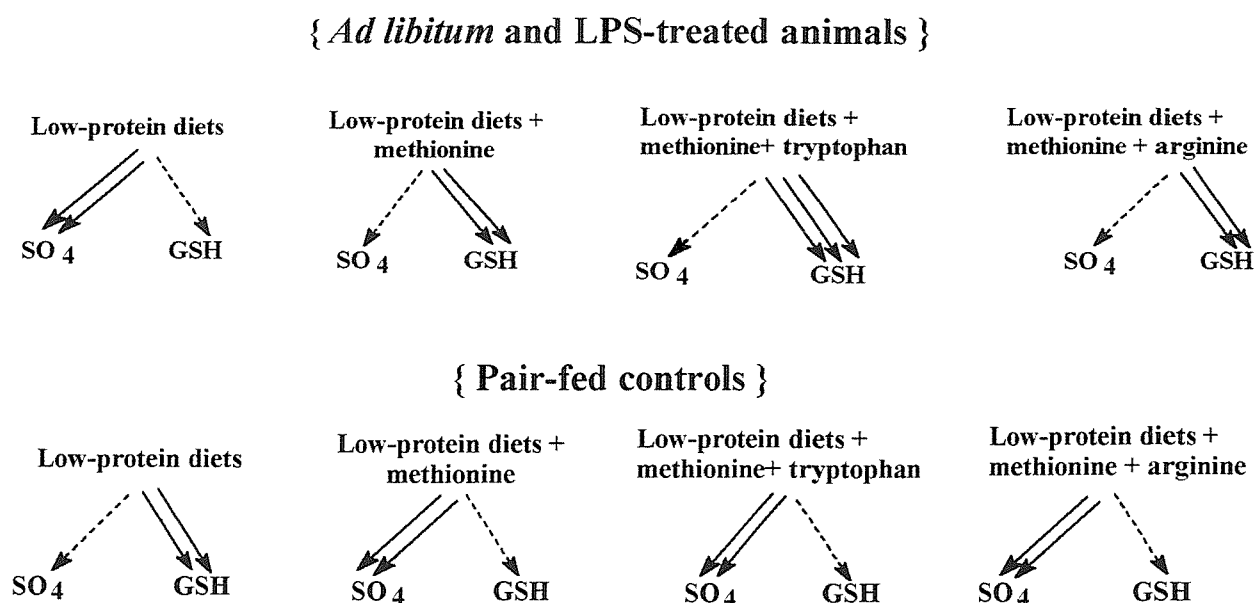 { Ad libitum and LPS-treated animals }
Low-protein diets
Low-protein diets +
methionine
Low-protein diets +
methionine+ tryptophan
Low-protein diets +
methionine + arginine
SO 4 GSH
SO 4 GSH
SO 4 GSH
SO 4 GSH
{ Pair-fed controls }
Low-protein diets
Low-protein diets +
methionine
Low-protein diets +
methionine+ tryptophan
Low-protein diets +
methionine + arginine
SO 4 GSH
SO 4 GSH
SO 4 GSH
SO 4 GSH